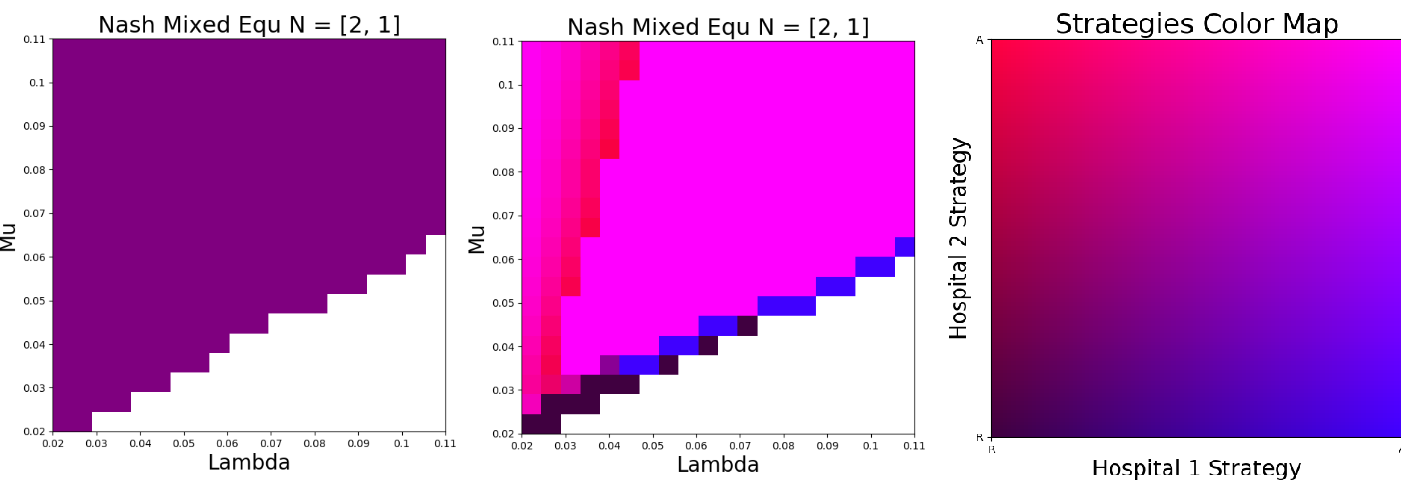 Nash Mixed Equ N = [2, 1]
0.11
0.1
0.09
0.08
0.07
0.06
0.05
0.04
0.03
0.02
Mu
0.02 0.03 0.04 0.05 0.06 0.07 0.08 0.09 0.1 0.11
Lambda
Nash Mixed Equ N = [2, 1]
0.11
0.1
0.09
0.08
0.07
0.06
0.05
0.04
0.03
0.02
Mu
0.02 0.03 0.04 0.05 0.06 0.07 0.08 0.09 0.1 0.11
Lambda
Strategies Color Map
A
Hospital 2 Strategy
R
R
Hospital 1 Strategy